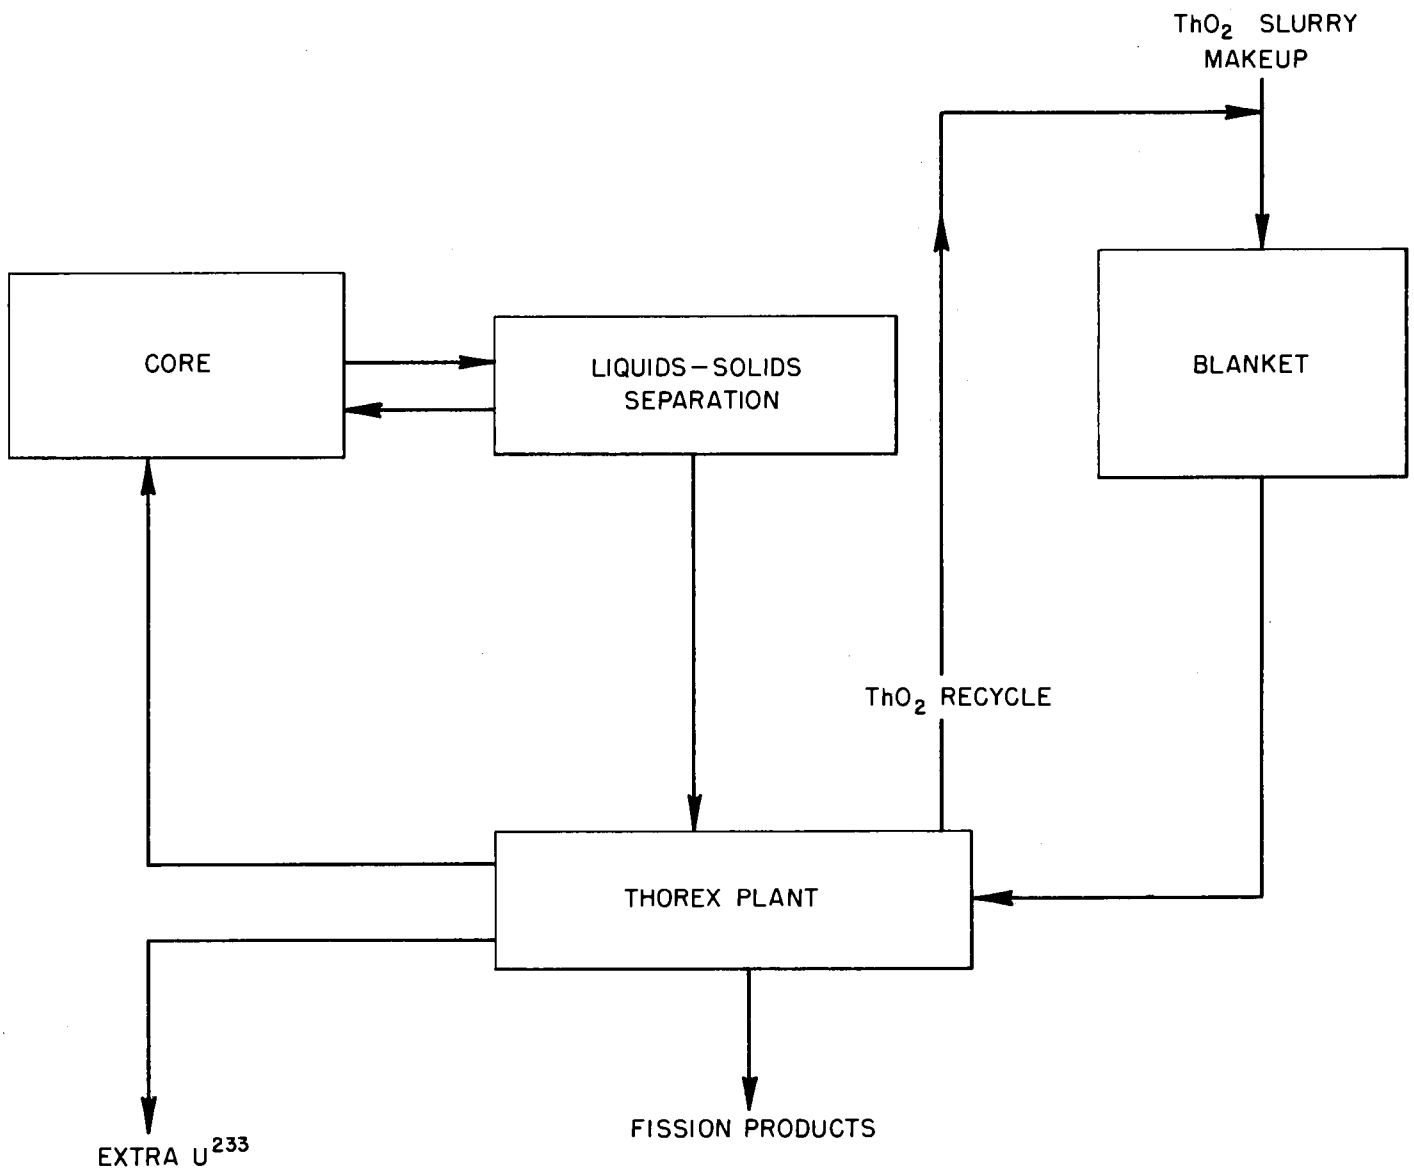 ThO₂ SLURRY
MAKEUP
CORE
LIQUIDS–SOLIDS
SEPARATION
BLANKET
ThO₂ RECYCLE
THOREX PLANT
FISSION PRODUCTS
EXTRA U²³³